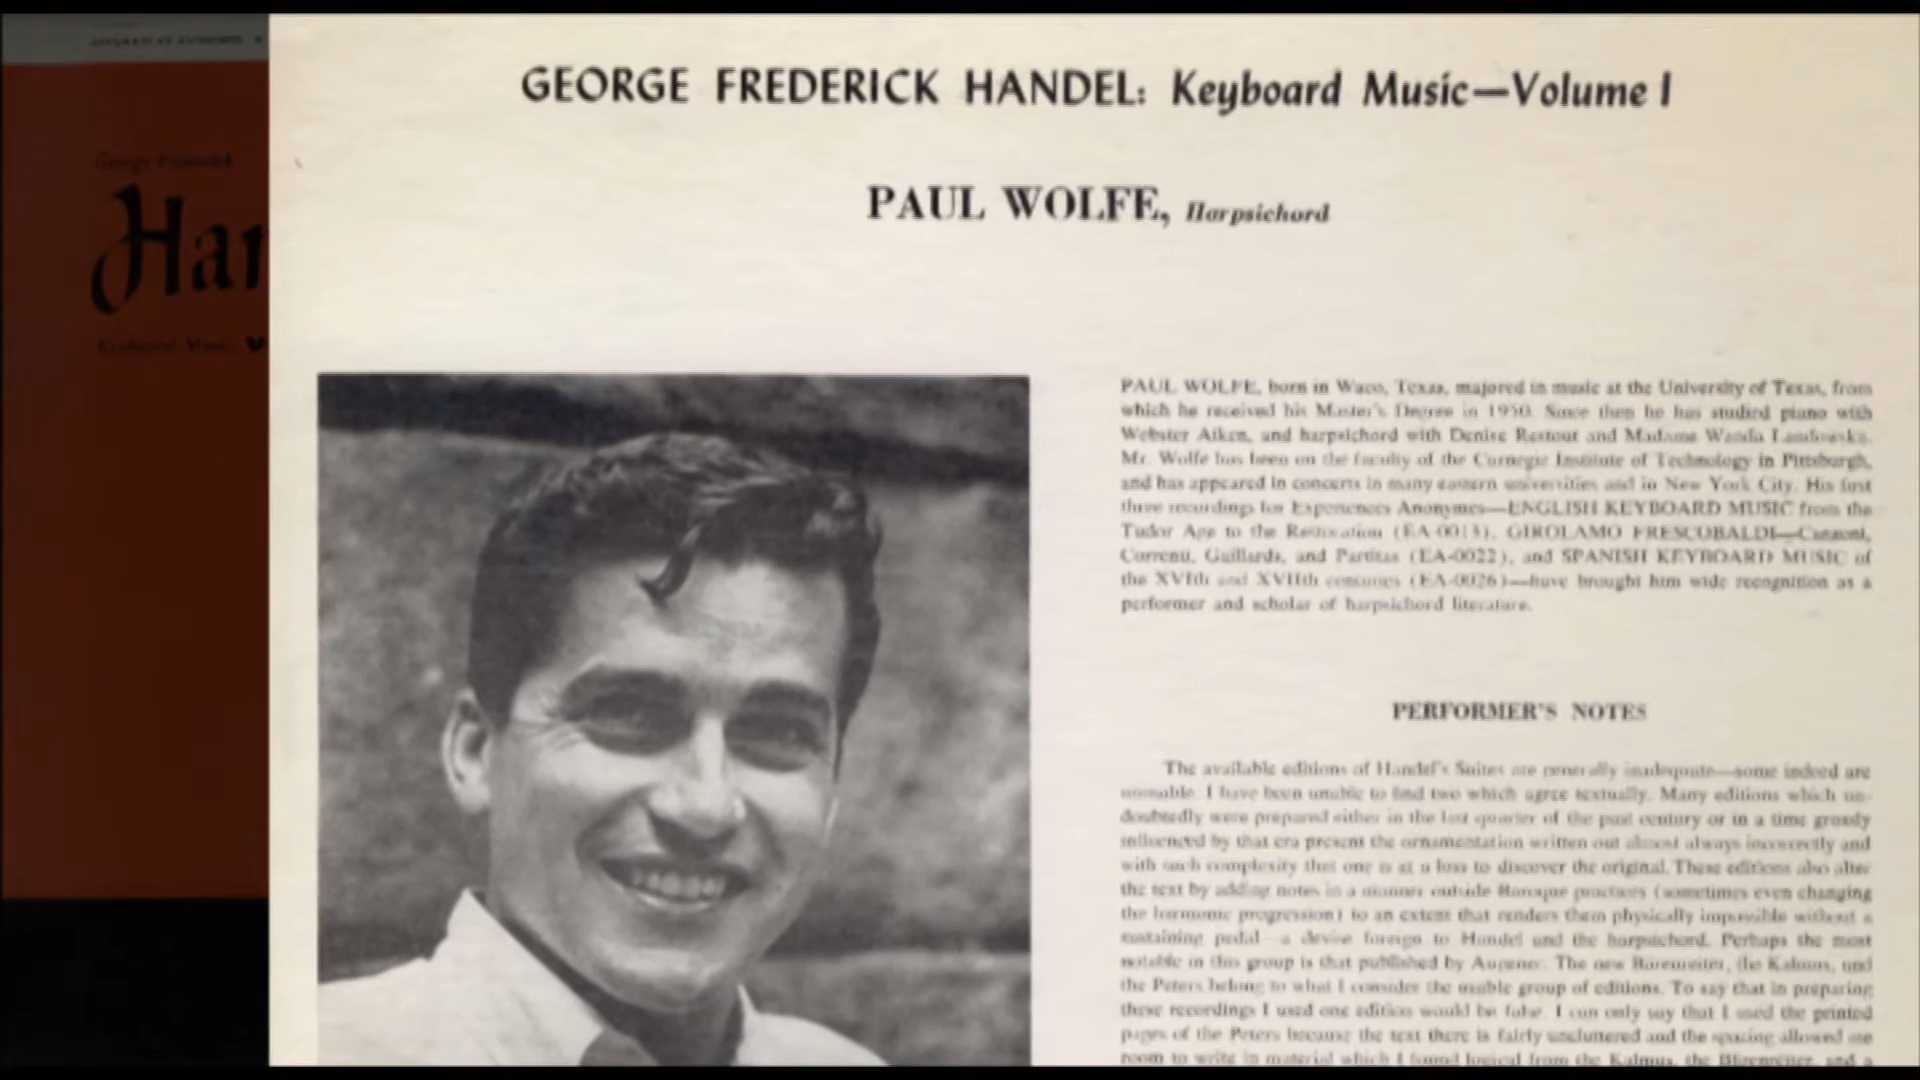 George Frederick
Han
Keyboard Music
GEORGE FREDERICK HANDEL: Keyboard Music—Volume I
PAUL WOLFE, Harpsichord
PAUL WOLFE, born in Waco, Texas, majored in music at the University of Texas, from
which he received his Master's Degree in 1950. Since then he has studied piano with
Webster Aiken, and harpsichord with Denise Restout and Madame Wanda Landowska.
Mr. Wolfe has been on the faculty of the Carnegie Institute of Technology in Pittsburgh,
and has appeared in concerts in many eastern universities and in New York City. His first
three recordings for Experiences Anonymes—ENGLISH KEYBOARD MUSIC from the
Tudor Age to the Restoration (EA-0013), GIROLAMO FRESCOBALDI—Canzoni,
Correnti, Gaillards, and Partitas (EA-0022), and SPANISH KEYBOARD MUSIC of
the XVIth and XVIIth centuries (EA-0026)—have brought him wide recognition as a
performer and scholar of harpsichord literature.
PERFORMER'S NOTES
The available editions of Handel's Suites are generally inadequate—some indeed are
unusable. I have been unable to find two which agree textually. Many editions which un-
doubtedly were prepared either in the last quarter of the past century or in a time grossly
influenced by that era present the ornamentation written out almost always incorrectly and
with such complexity that one is at a loss to discover the original. These editions also alter
the text by adding notes in a manner outside Baroque practices (sometimes even changing
the harmonic progression) to an extent that renders them physically impossible without a
sustaining pedal—a device foreign to Handel and the harpsichord. Perhaps the most
notable in this group is that published by Augener. The new Barenreiter, the Kalmus, and
the Peters belong to what I consider the usable group of editions. To say that in preparing
these recordings I used one edition would be false. I can only say that I used the printed
pages of the Peters because the text there is fairly uncluttered and the spacing allowed me
room to write in material which I found logical from the Kalmus, the Bärenreiter, and a